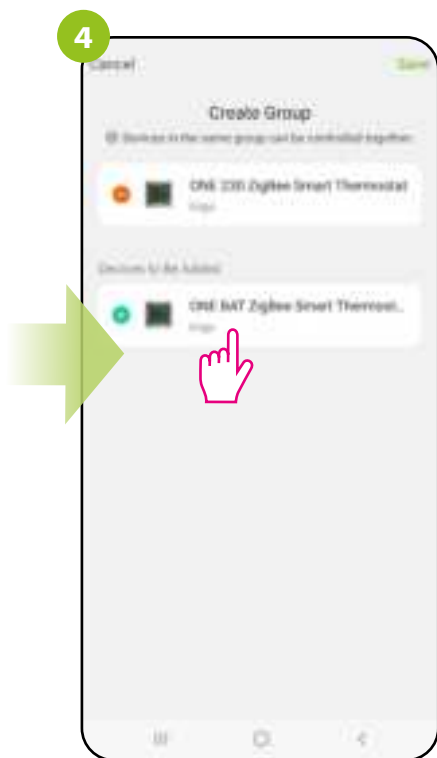 4
Cancel
Save
Create Group
Devices in the same group can be controlled together
ONE 230 ZigBee Smart Thermostat
Devices to be Added
ONE BAT ZigBee Smart Thermost...